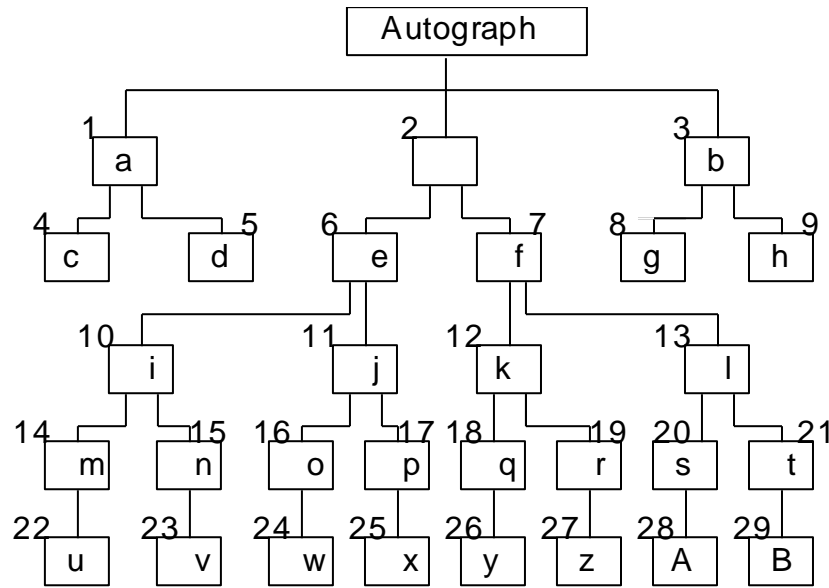 Autograph
1 2 3
a b
4 5 6 7 8 9
c d e f g h
10 11 12 13
i j k l
14 15 16 17 18 19 20 21
m n o p q r s t
22 23 24 25 26 27 28 29
u v w x y z A B